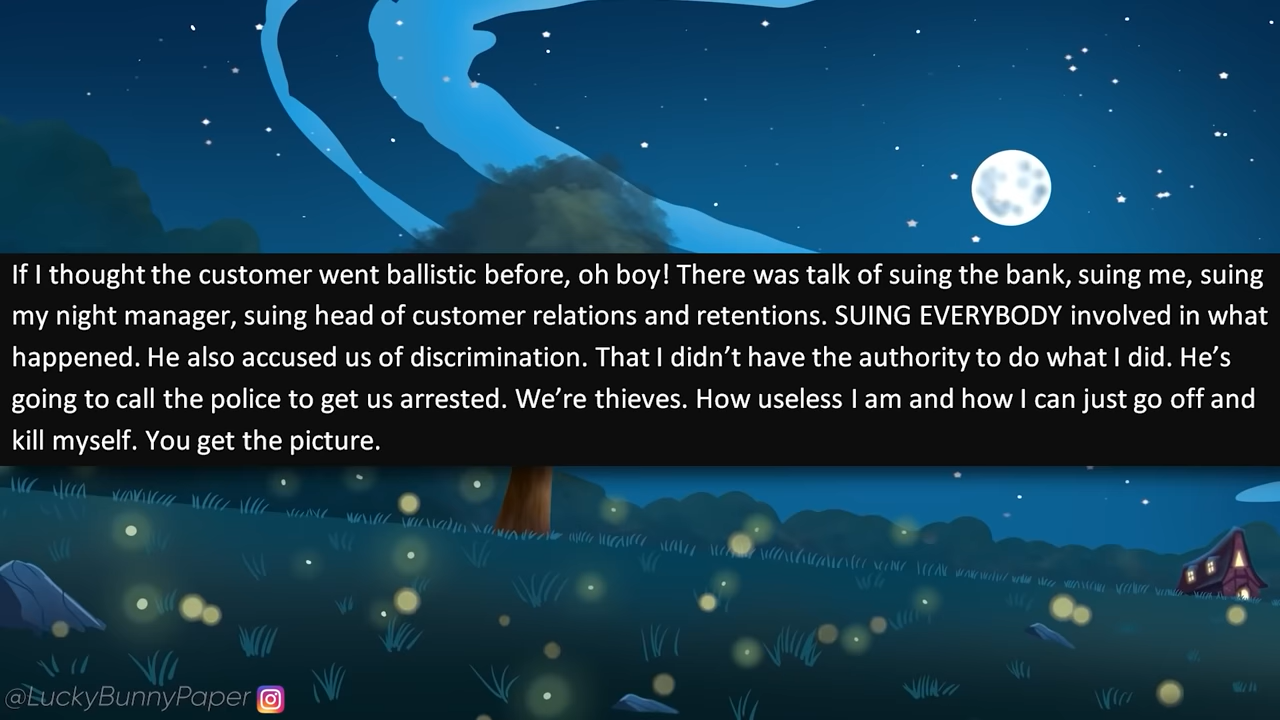 If I thought the customer went ballistic before, oh boy! There was talk of suing the bank, suing me, suing
my night manager, suing head of customer relations and retentions. SUING EVERYBODY involved in what
happened. He also accused us of discrimination. That I didn’t have the authority to do what I did. He’s
going to call the police to get us arrested. We’re thieves. How useless I am and how I can just go off and
kill myself. You get the picture.
@LuckyBunnyPaper